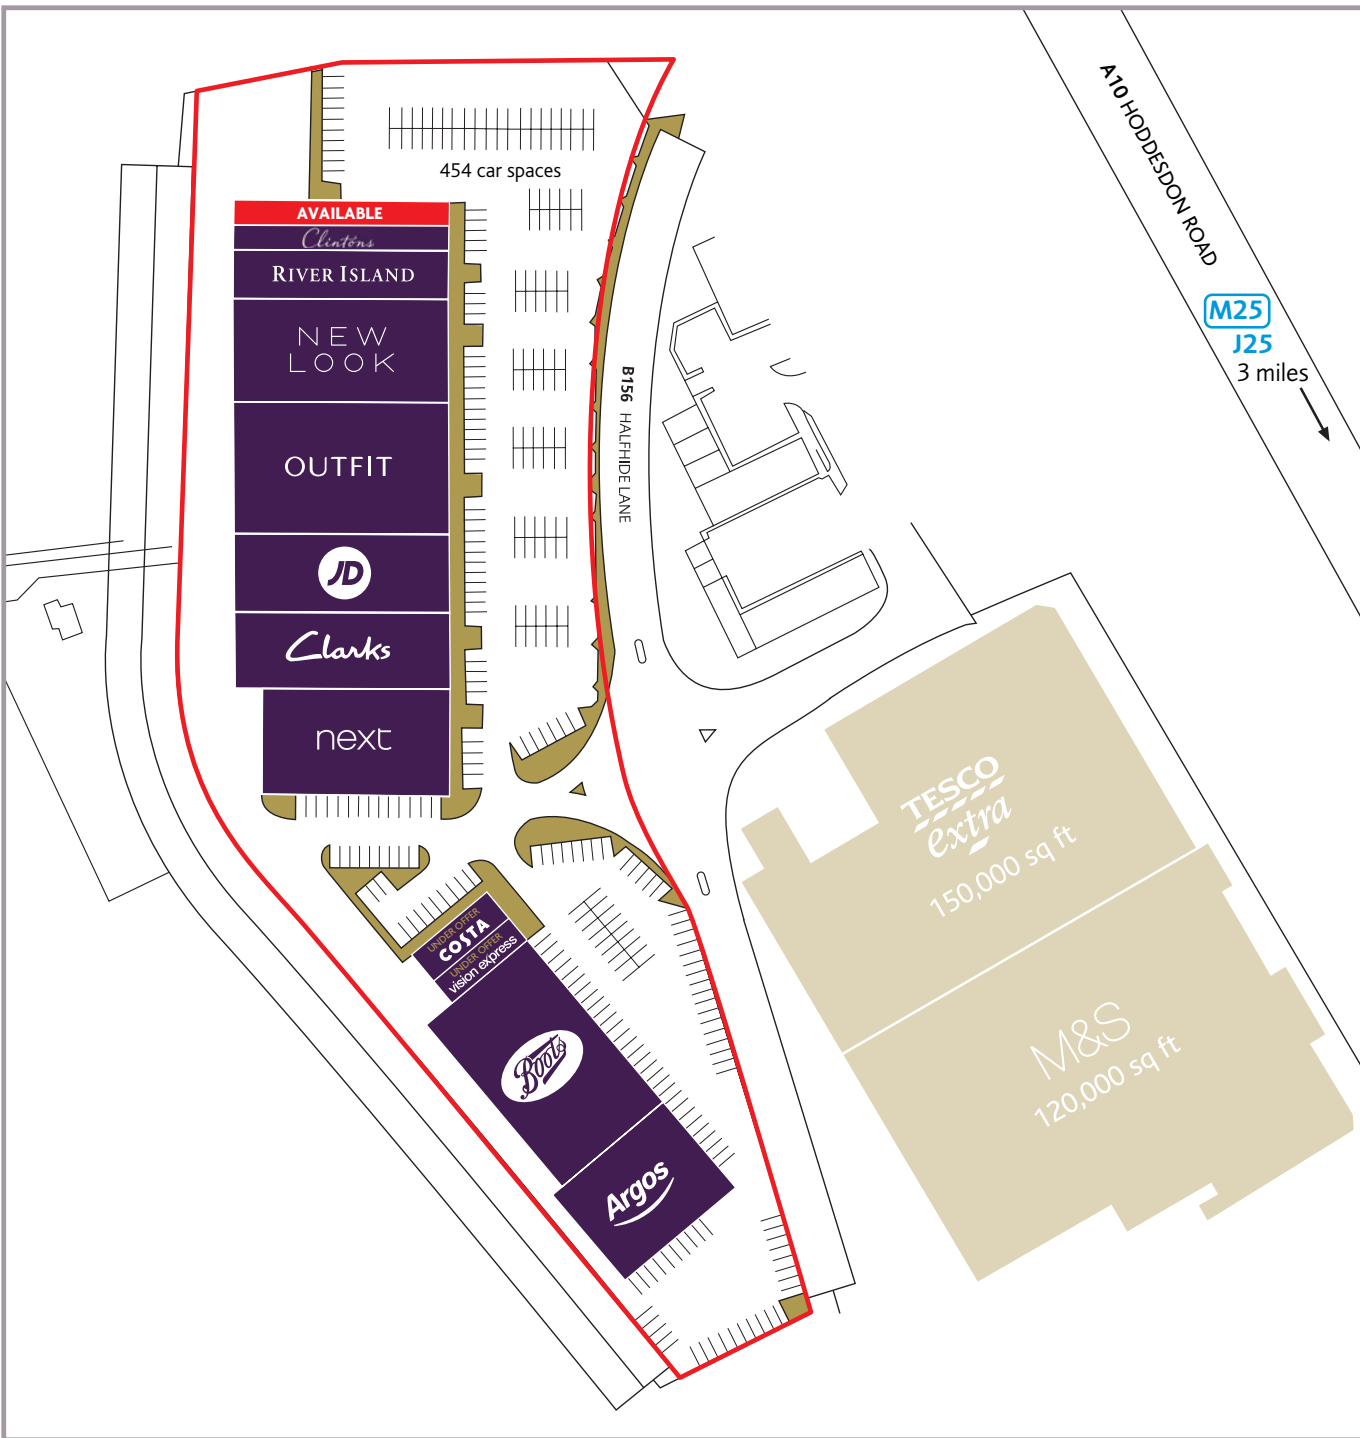 454 car spaces
AVAILABLE
Clintons
RIVER ISLAND
NEW
LOOK
OUTFIT
JD
Clarks
next
UNDER OFFER
COSTA
UNDER OFFER
vision express
Boots
Argos
B156 HALFHIDE LANE
A10 HODDESDON ROAD
M25
J25
3 miles
TESCO
extra
150,000 sq ft
M&S
120,000 sq ft